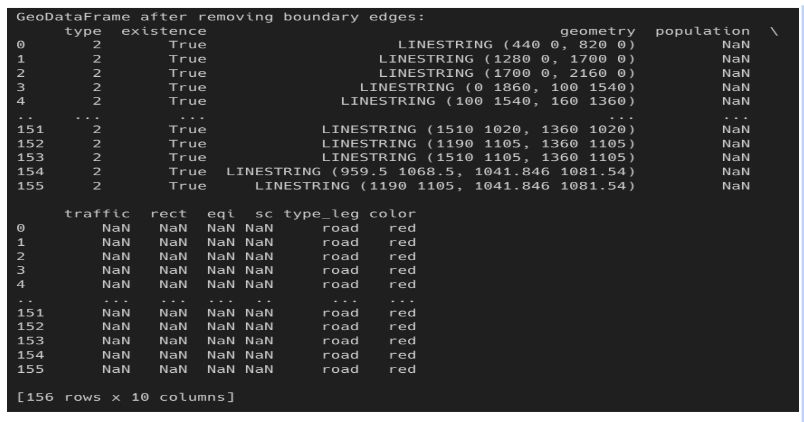 GeoDataFrame after removing boundary edges:
     type  existence                                     geometry  population  \
0       2       True                    LINESTRING (440 0, 820 0)         NaN
1       2       True                  LINESTRING (1280 0, 1700 0)         NaN
2       2       True                  LINESTRING (1700 0, 2160 0)         NaN
3       2       True                LINESTRING (0 1860, 100 1540)         NaN
4       2       True              LINESTRING (100 1540, 160 1360)         NaN
..    ...        ...                                          ...         ...
151     2       True            LINESTRING (1510 1020, 1360 1020)         NaN
152     2       True            LINESTRING (1190 1105, 1360 1105)         NaN
153     2       True            LINESTRING (1510 1105, 1360 1105)         NaN
154     2       True  LINESTRING (959.5 1068.5, 1041.846 1081.54)         NaN
155     2       True     LINESTRING (1190 1105, 1041.846 1081.54)         NaN
     traffic  rect  eqi  sc type_leg color
0        NaN   NaN  NaN NaN     road   red
1        NaN   NaN  NaN NaN     road   red
2        NaN   NaN  NaN NaN     road   red
3        NaN   NaN  NaN NaN     road   red
4        NaN   NaN  NaN NaN     road   red
..       ...   ...  ...  ..      ...   ...
151      NaN   NaN  NaN NaN     road   red
152      NaN   NaN  NaN NaN     road   red
153      NaN   NaN  NaN NaN     road   red
154      NaN   NaN  NaN NaN     road   red
155      NaN   NaN  NaN NaN     road   red
[156 rows x 10 columns]